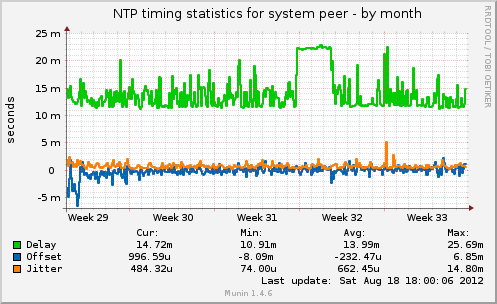 NTP timing statistics for system peer - by month
RRDTOOL / TOBI OETIKER
seconds
25 m
20 m
15 m
10 m
5 m
0
-5 m
Week 29 Week 30 Week 31 Week 32 Week 33
Cur: Min: Avg: Max:
Delay 14.72m 10.91m 13.99m 25.69m
Offset 996.59u -8.09m -232.47u 6.85m
Jitter 484.32u 74.00u 662.45u 14.80m
Last update: Sat Aug 18 18:00:06 2012
Munin 1.4.6